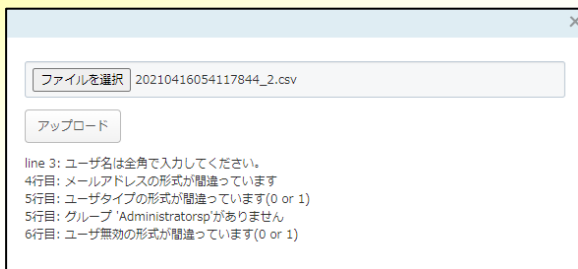 ×
ファイルを選択 20210416054117844_2.csv
アップロード
line 3: ユーザ名は全角で入力してください。
4行目: メールアドレスの形式が間違っています
5行目: ユーザタイプの形式が間違っています(0 or 1)
5行目: グループ 'Administratorsp'がありません
6行目: ユーザ無効の形式が間違っています(0 or 1)